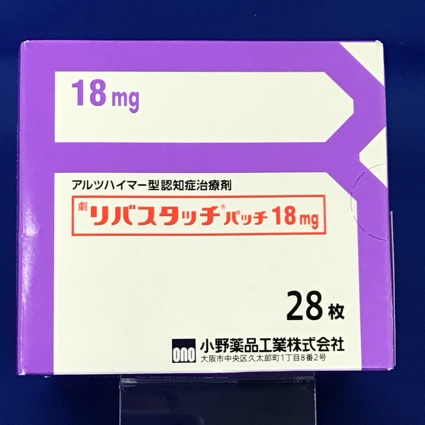 18 mg
アルツハイマー型認知症治療剤
劇 リバスタッチ® パッチ 18 mg
28枚
ono 小野薬品工業株式会社
大阪市中央区久太郎町1丁目8番2号